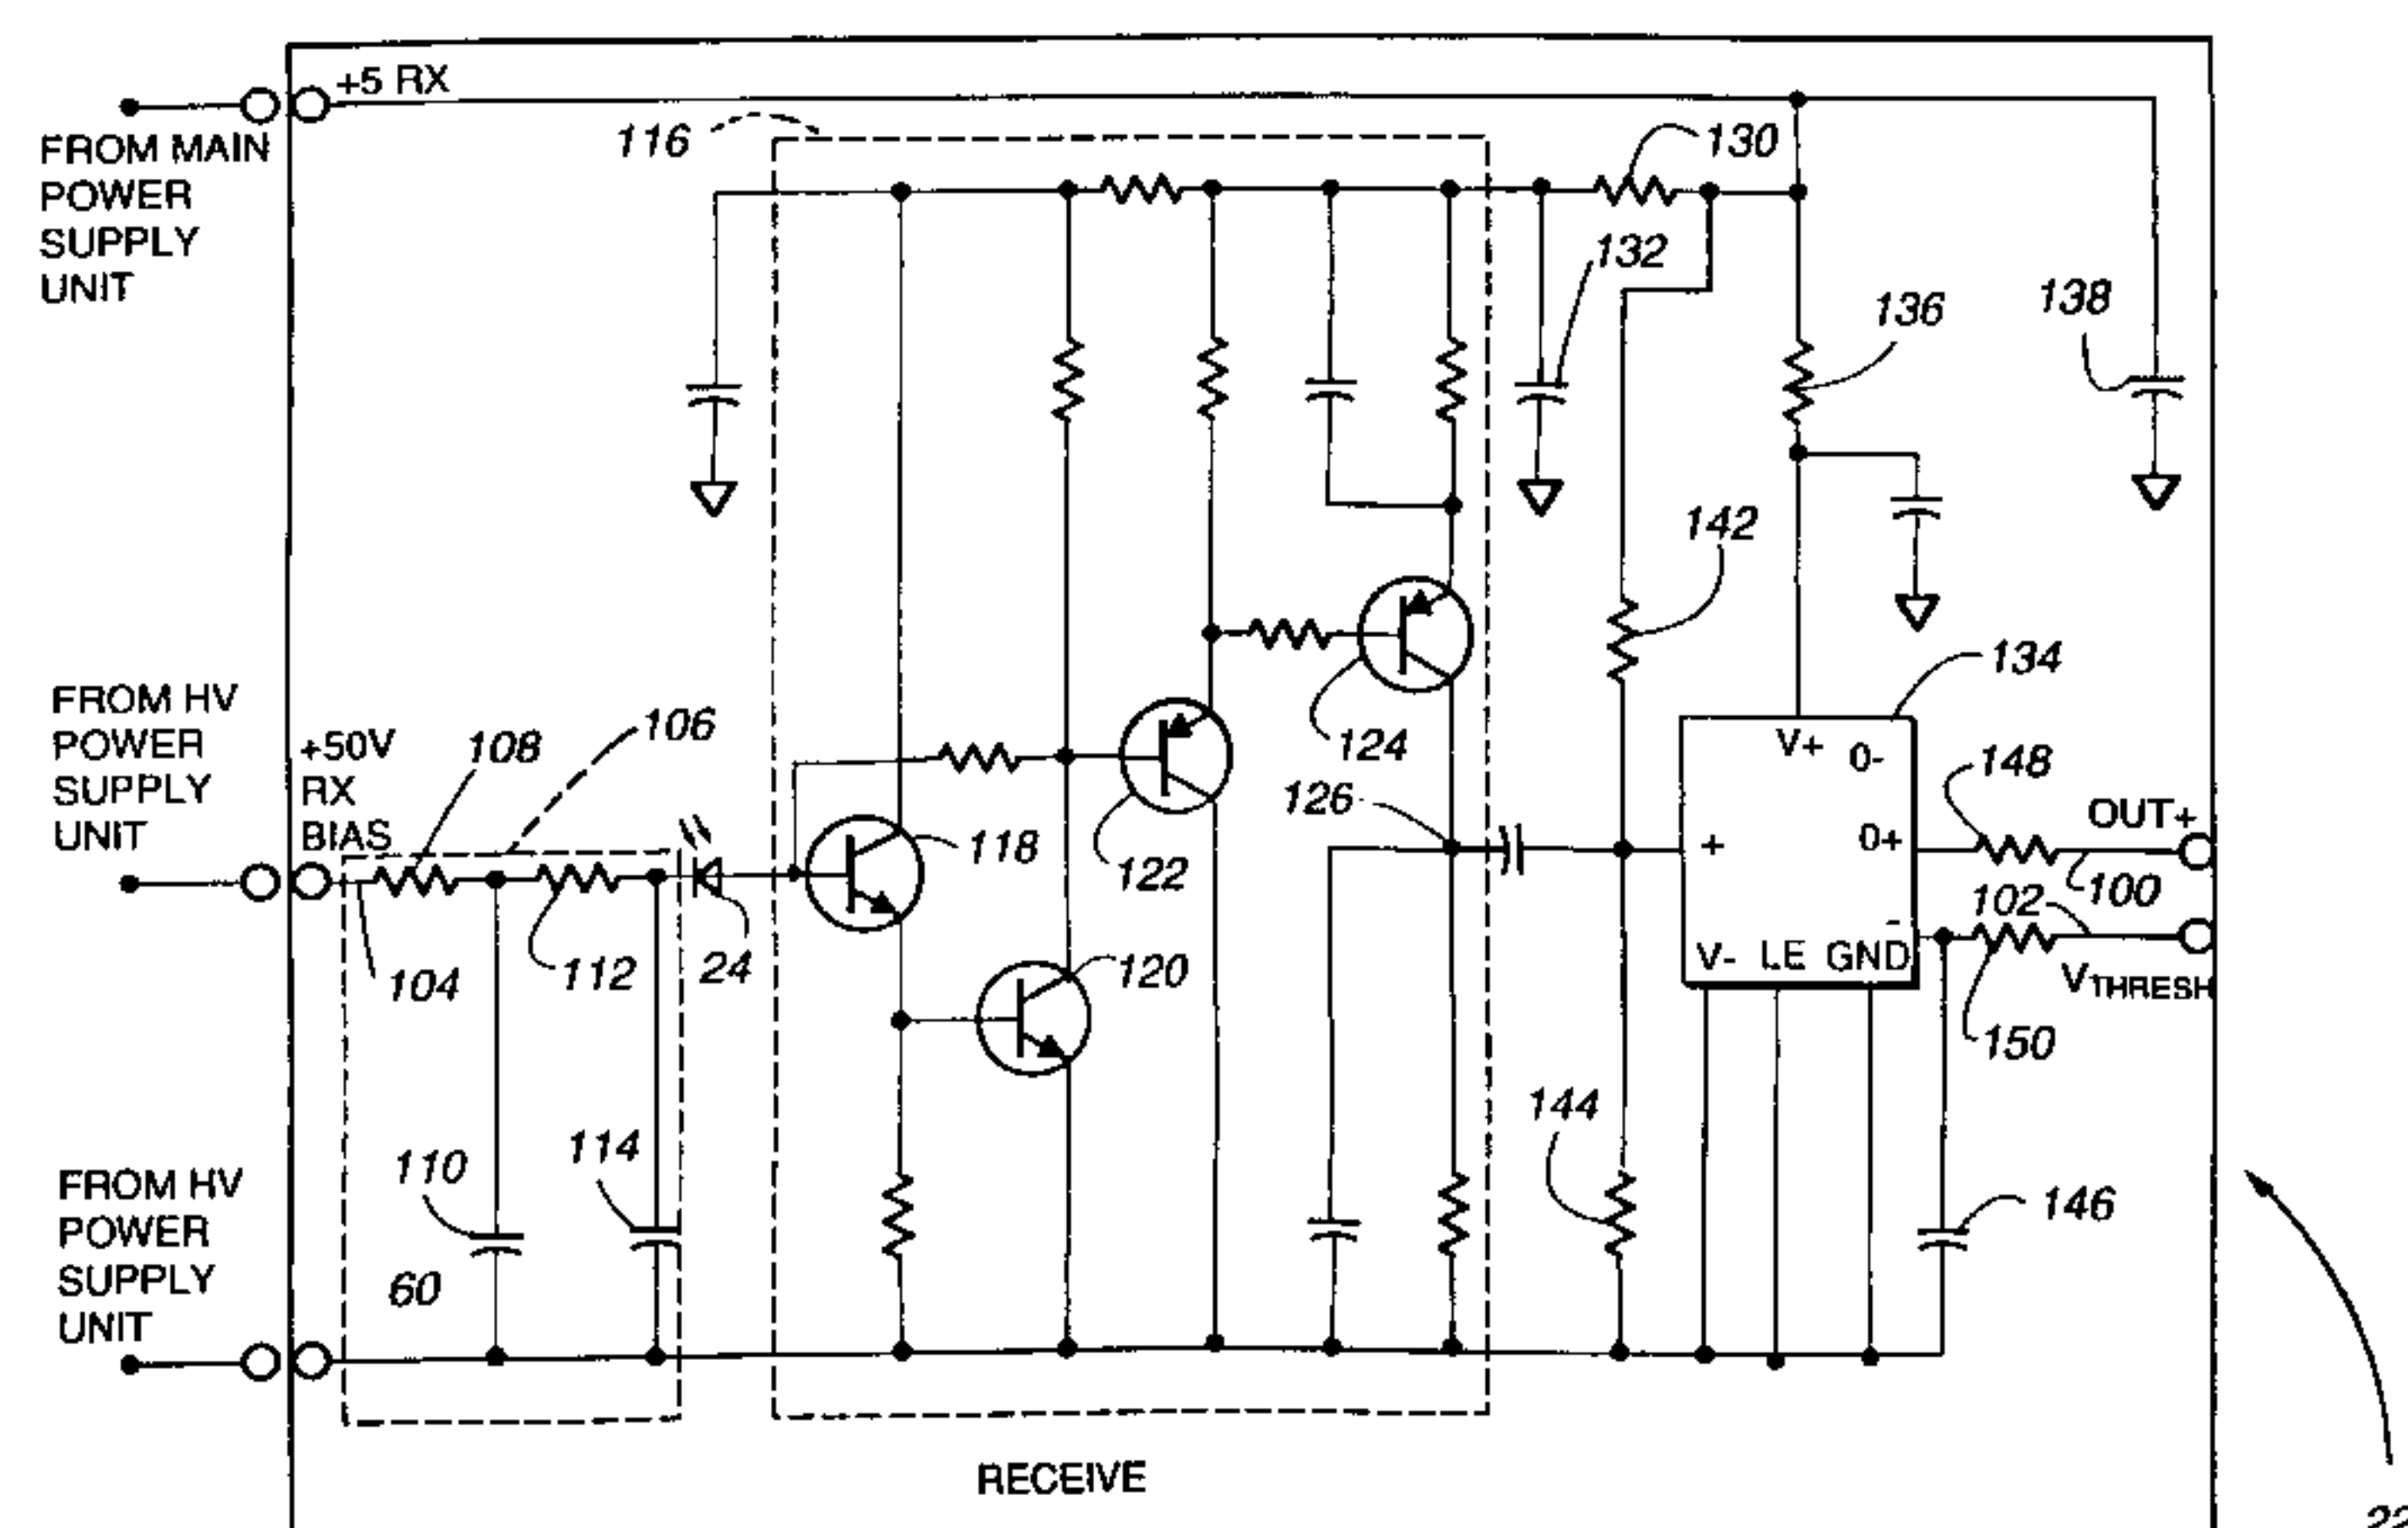 +5 RX
FROM MAIN
POWER
SUPPLY
UNIT
116
130
132
136
138
142
134
FROM HV
POWER
SUPPLY
UNIT
+50V
RX
BIAS
108
106
104
112
24
118
120
122
124
126
V+
O-
+
O+
-
V-
LE
GND
148
OUT+
100
102
VTHRESH
150
144
146
110
114
60
FROM HV
POWER
SUPPLY
UNIT
RECEIVE